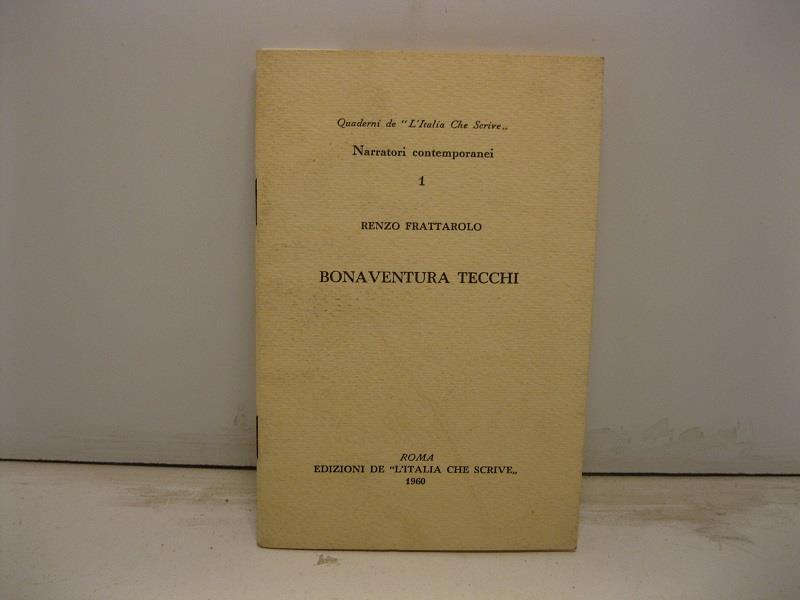 Quaderni de "L'Italia Che Scrive„
Narratori contemporanei
1
RENZO FRATTAROLO
BONAVENTURA TECCHI
ROMA
EDIZIONI DE "L'ITALIA CHE SCRIVE„
1960